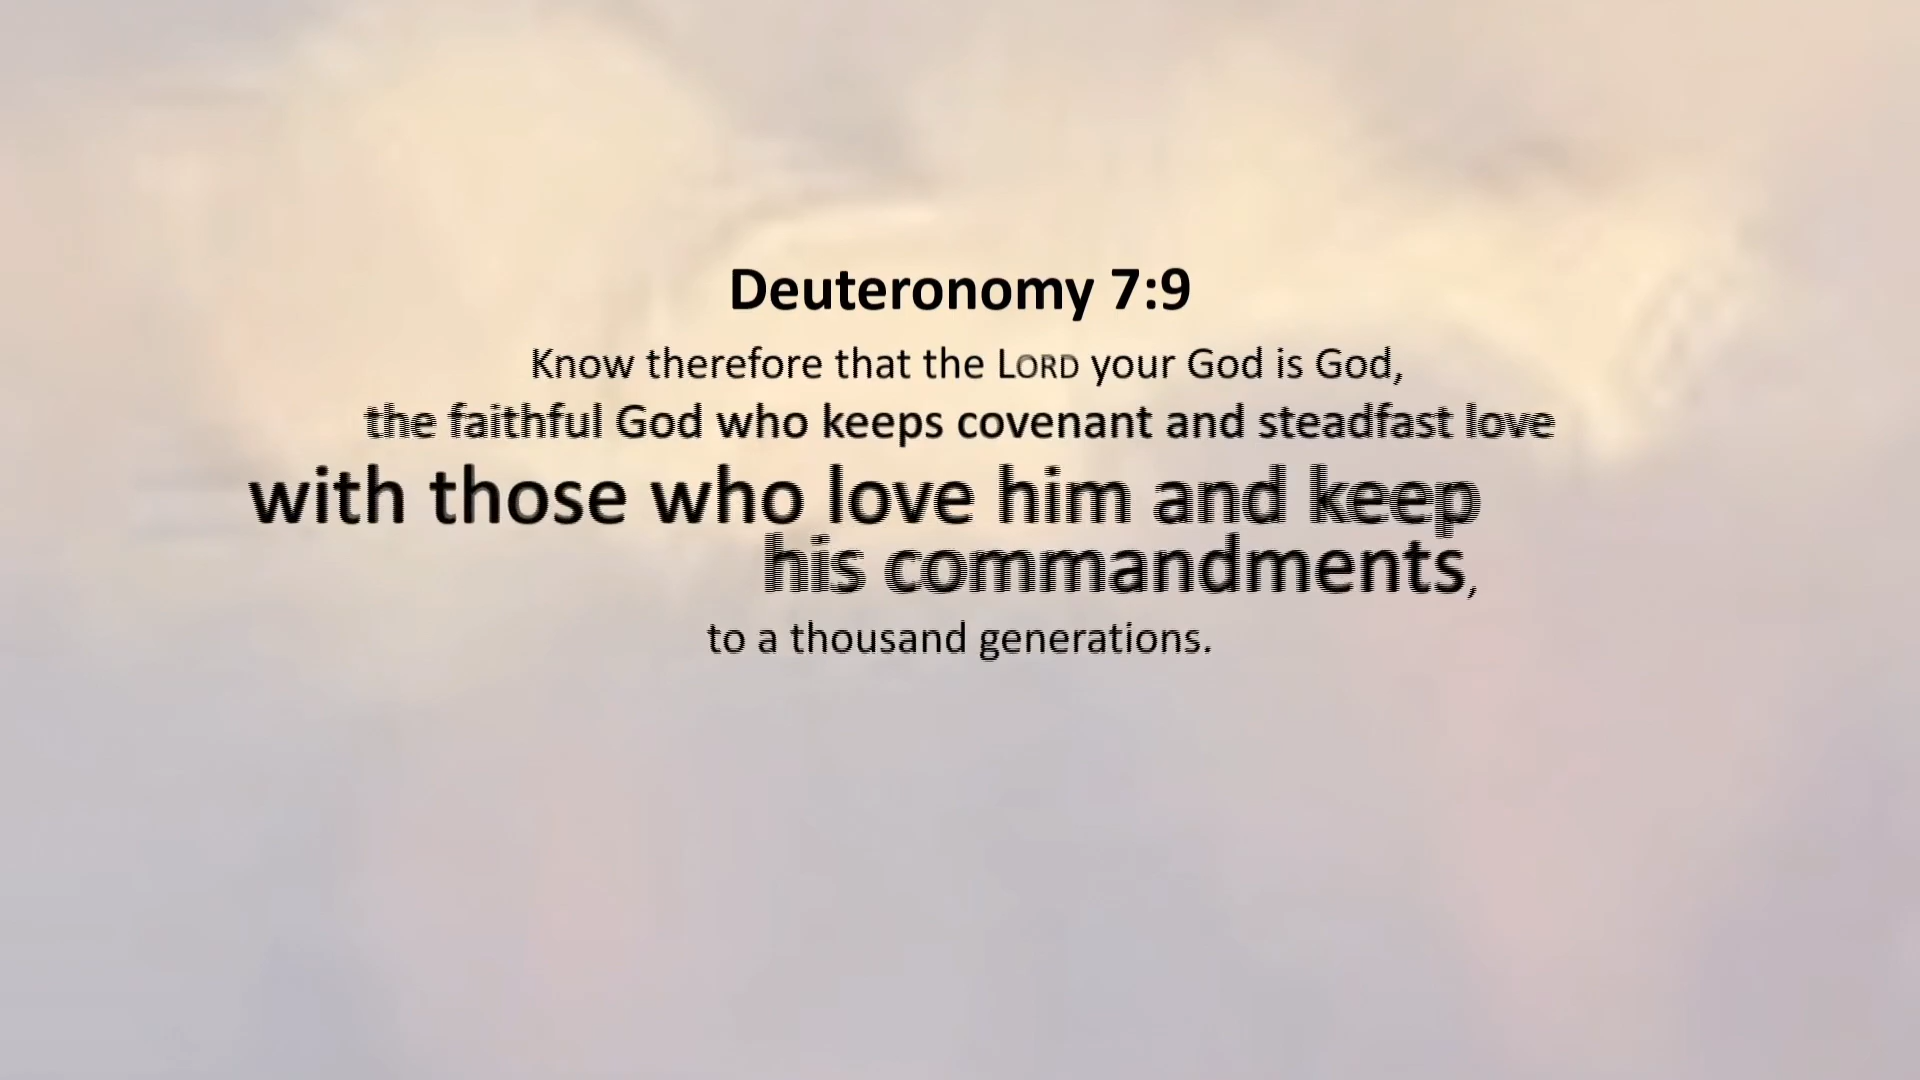 Deuteronomy 7:9
Know therefore that the LORD your God is God,
the faithful God who keeps covenant and steadfast love
with those who love him and keep
his commandments,
to a thousand generations.